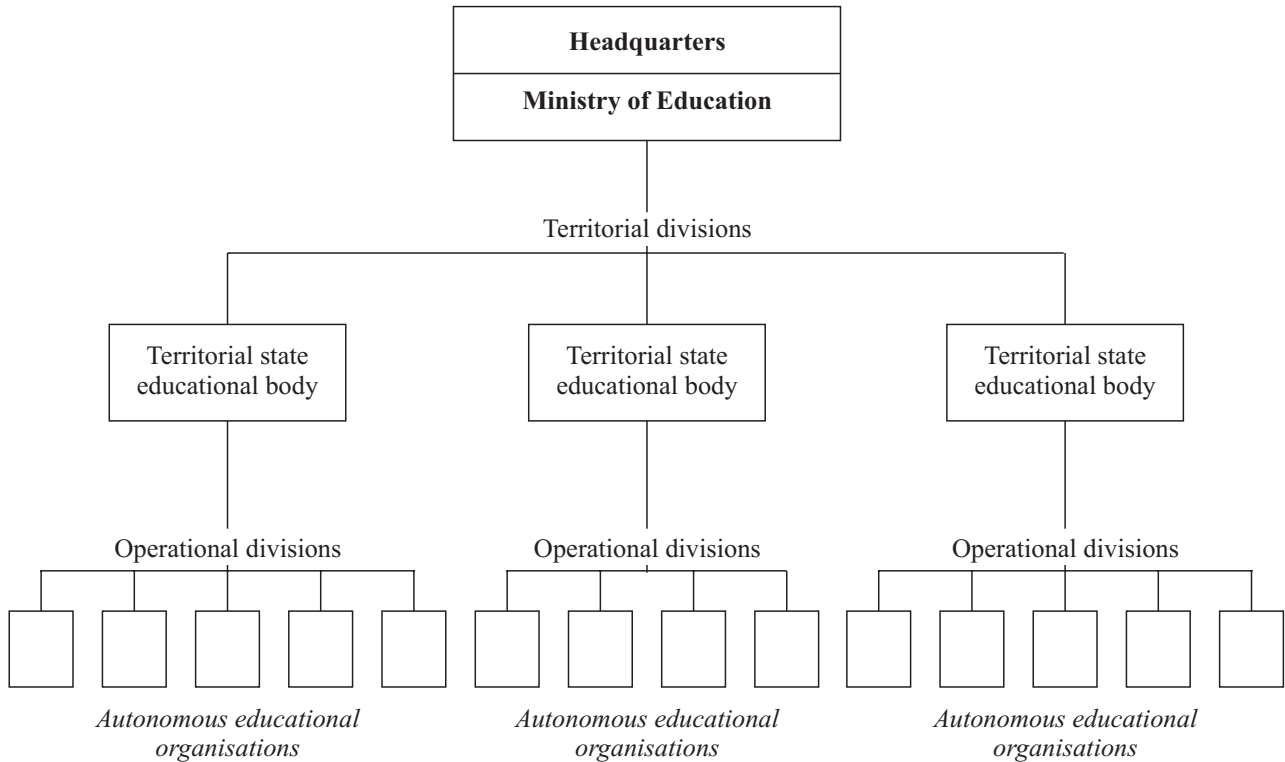 Headquarters
Ministry of Education
Territorial divisions
Territorial state
educational body
Territorial state
educational body
Territorial state
educational body
Operational divisions
Operational divisions
Operational divisions
Autonomous educational
organisations
Autonomous educational
organisations
Autonomous educational
organisations